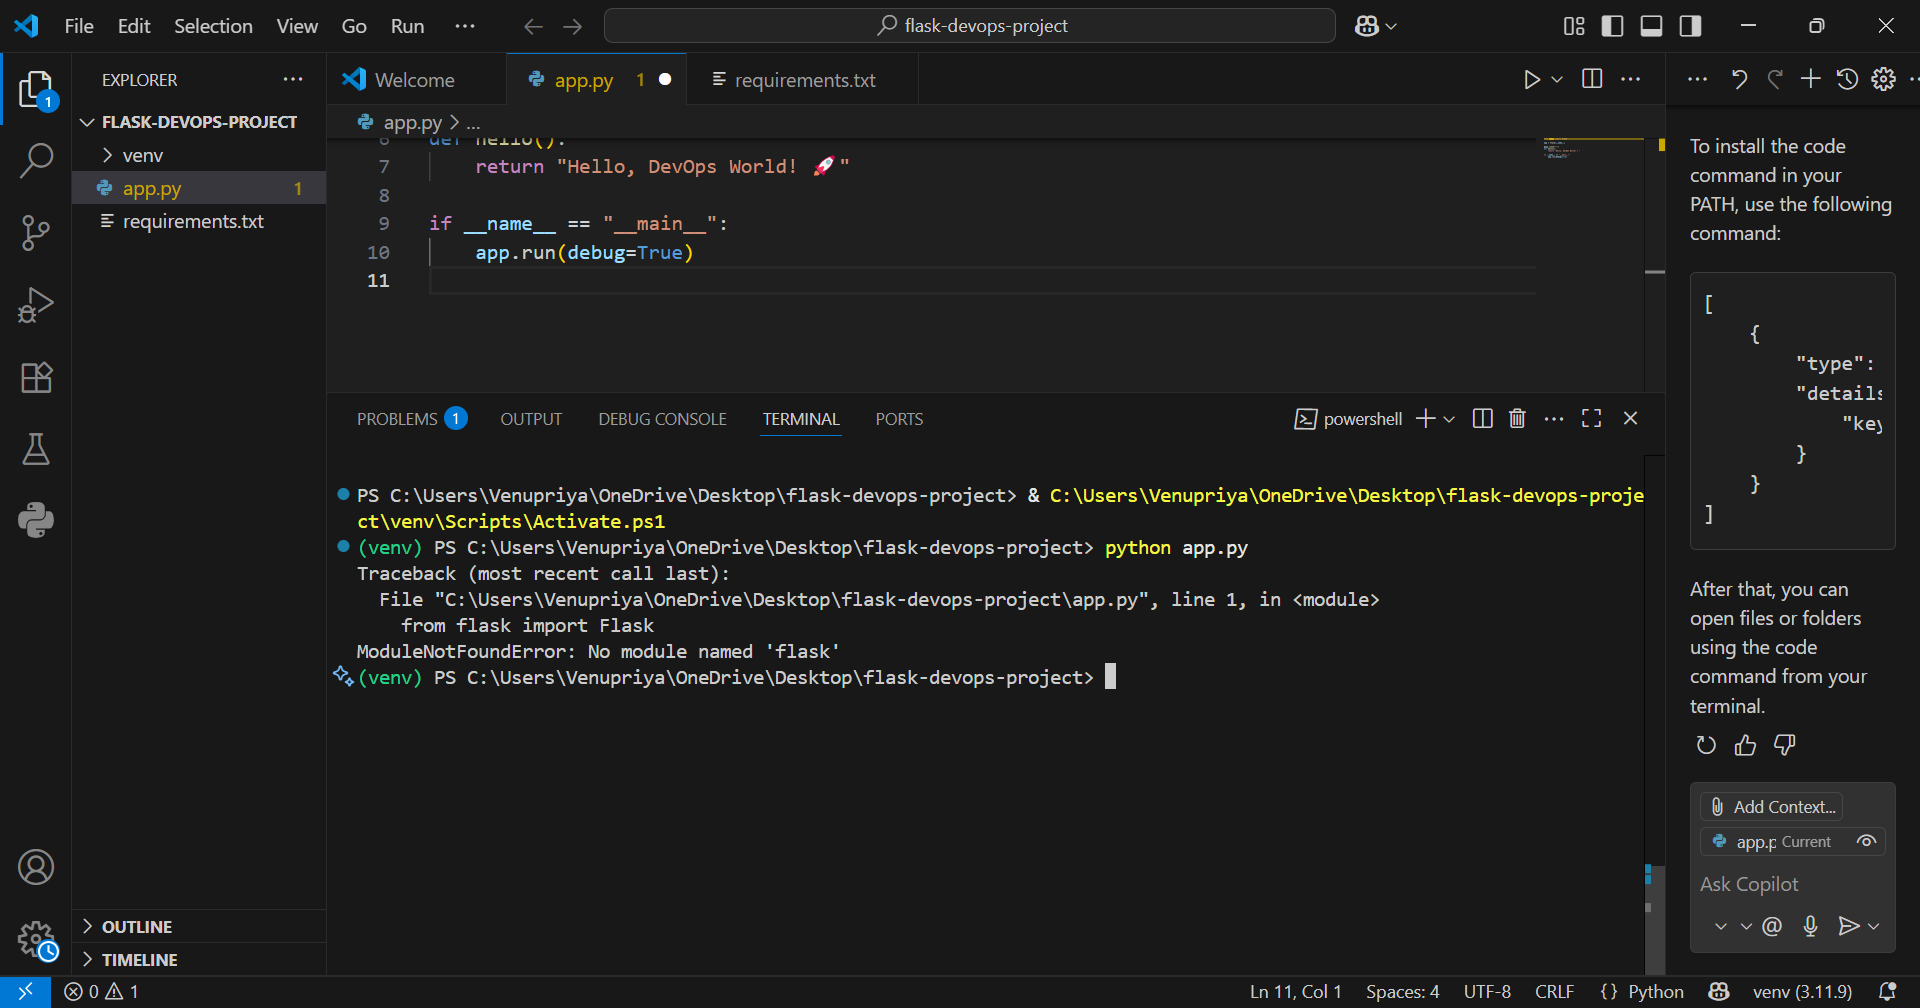 File Edit Selection View Go Run ···
flask-devops-project
EXPLORER
FLASK-DEVOPS-PROJECT
venv
app.py 1
requirements.txt
OUTLINE
TIMELINE
1
Welcome
app.py 1
requirements.txt
app.py > ...
6 def hello():
7 return "Hello, DevOps World! 🚀"
8
9 if __name__ == "__main__":
10 app.run(debug=True)
11
PROBLEMS 1 OUTPUT DEBUG CONSOLE TERMINAL PORTS
powershell
PS C:\Users\Venupriya\OneDrive\Desktop\flask-devops-project> & C:\Users\Venupriya\OneDrive\Desktop\flask-devops-proje
ct\venv\Scripts\Activate.ps1
(venv) PS C:\Users\Venupriya\OneDrive\Desktop\flask-devops-project> python app.py
Traceback (most recent call last):
File "C:\Users\Venupriya\OneDrive\Desktop\flask-devops-project\app.py", line 1, in <module>
from flask import Flask
ModuleNotFoundError: No module named 'flask'
(venv) PS C:\Users\Venupriya\OneDrive\Desktop\flask-devops-project>
To install the code
command in your
PATH, use the following
command:
[
{
"type":
"details
"key
}
}
]
After that, you can
open files or folders
using the code
command from your
terminal.
Add Context...
app.p Current
Ask Copilot
0 1
Ln 11, Col 1 Spaces: 4 UTF-8 CRLF {} Python venv (3.11.9)